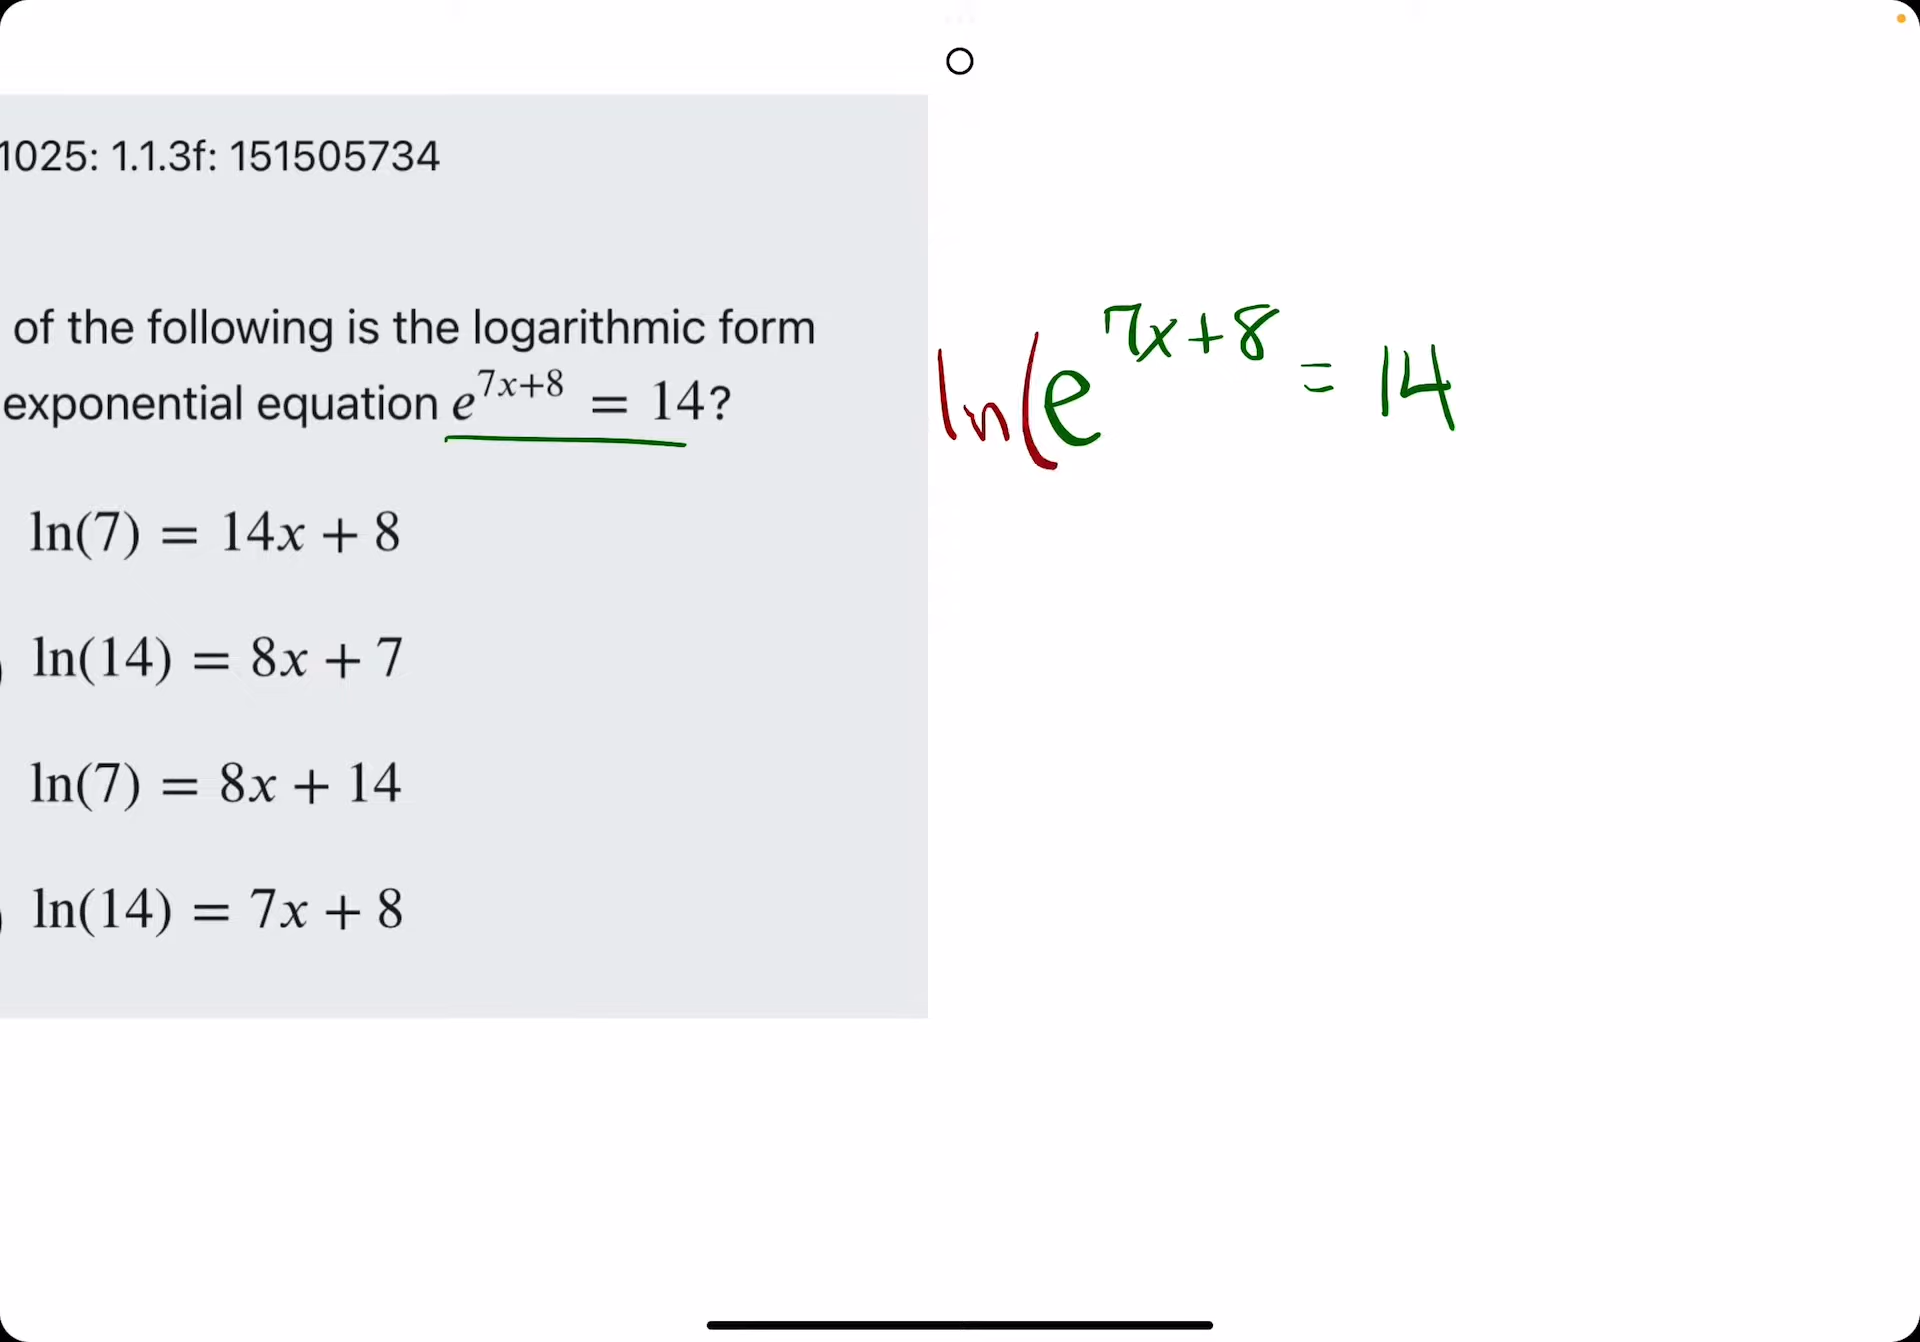 1025: 1.1.3f: 151505734
of the following is the logarithmic form
exponential equation e^{7x+8} = 14?
ln(7) = 14x + 8
ln(14) = 8x + 7
ln(7) = 8x + 14
ln(14) = 7x + 8
ln(e^{7x+8} = 14